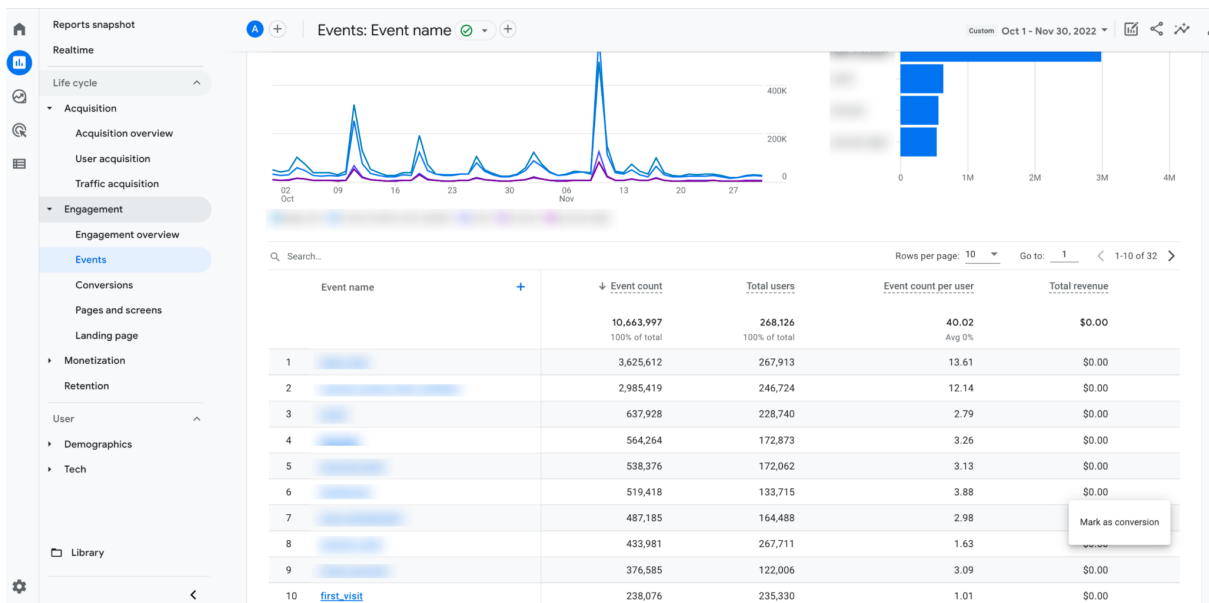 Reports snapshot
Realtime
Life cycle
Acquisition
Acquisition overview
User acquisition
Traffic acquisition
Engagement
Engagement overview
Events
Conversions
Pages and screens
Landing page
Monetization
Retention
User
Demographics
Tech
Library
A
Events: Event name
Custom Oct 1 - Nov 30, 2022
400K
200K
0
02 09 16 23 30 06 13 20 27
Oct Nov
0 1M 2M 3M 4M
Search...
Rows per page: 10 Go to: 1 1-10 of 32
Event name + Event count Total users Event count per user Total revenue
10,663,997 268,126 40.02 $0.00
100% of total 100% of total Avg 0%
1 3,625,612 267,913 13.61 $0.00
2 2,985,419 246,724 12.14 $0.00
3 637,928 228,740 2.79 $0.00
4 564,264 172,873 3.26 $0.00
5 538,376 172,062 3.13 $0.00
6 519,418 133,715 3.88 $0.00
7 487,185 164,488 2.98
Mark as conversion
8 433,981 267,711 1.63
9 376,585 122,006 3.09 $0.00
10 first_visit 238,076 235,330 1.01 $0.00